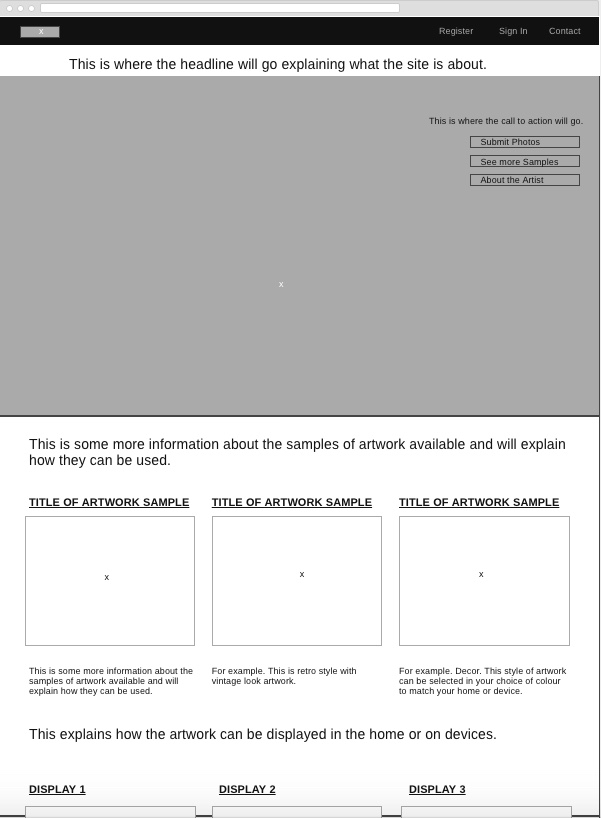 x
Register Sign In Contact
This is where the headline will go explaining what the site is about.
This is where the call to action will go.
Submit Photos
See more Samples
About the Artist
x
This is some more information about the samples of artwork available and will explain
how they can be used.
TITLE OF ARTWORK SAMPLE
x
This is some more information about the
samples of artwork available and will
explain how they can be used.
TITLE OF ARTWORK SAMPLE
x
For example. This is retro style with
vintage look artwork.
TITLE OF ARTWORK SAMPLE
x
For example. Decor. This style of artwork
can be selected in your choice of colour
to match your home or device.
This explains how the artwork can be displayed in the home or on devices.
DISPLAY 1
DISPLAY 2
DISPLAY 3